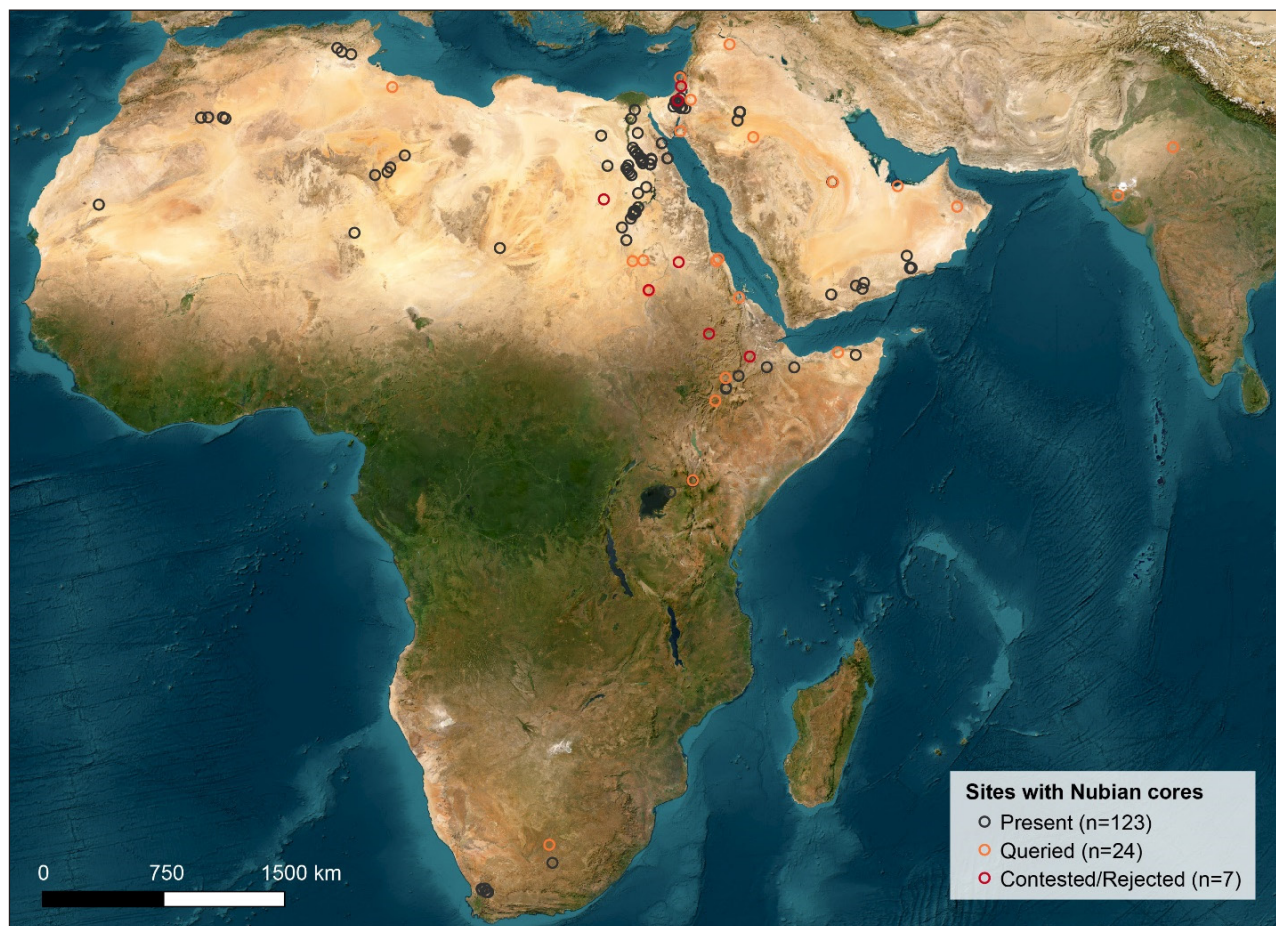 Sites with Nubian cores
Present (n=123)
Queried (n=24)
Contested/Rejected (n=7)
0 750 1500 km